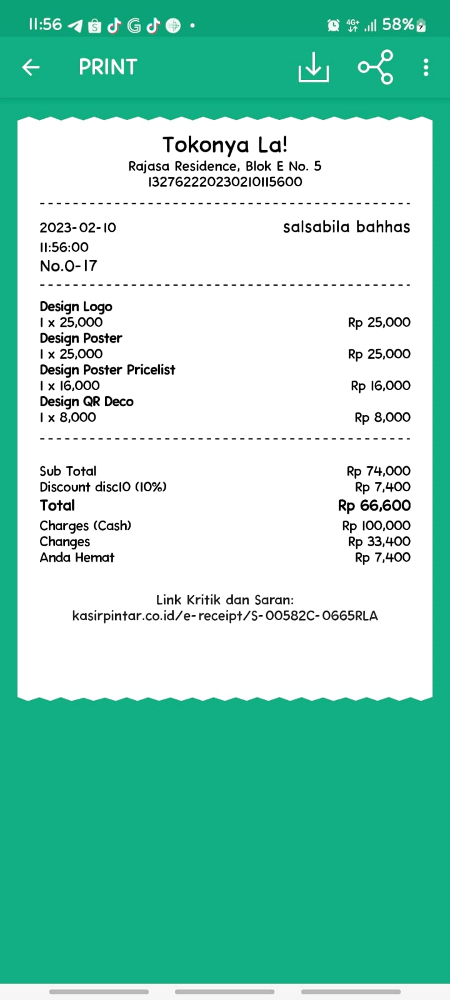 11:56
4G+
58%
PRINT
Tokonya La!
Rajasa Residence, Blok E No. 5
132762220230210115600
2023-02-10
salsabila bahhas
11:56:00
No.0-17
Design Logo
1 x 25,000 Rp 25,000
Design Poster
1 x 25,000 Rp 25,000
Design Poster Pricelist
1 x 16,000 Rp 16,000
Design QR Deco
1 x 8,000 Rp 8,000
Sub Total Rp 74,000
Discount disc10 (10%) Rp 7,400
Total Rp 66,600
Charges (Cash) Rp 100,000
Changes Rp 33,400
Anda Hemat Rp 7,400
Link Kritik dan Saran:
kasirpintar.co.id/e-receipt/S-00582C-0665RLA